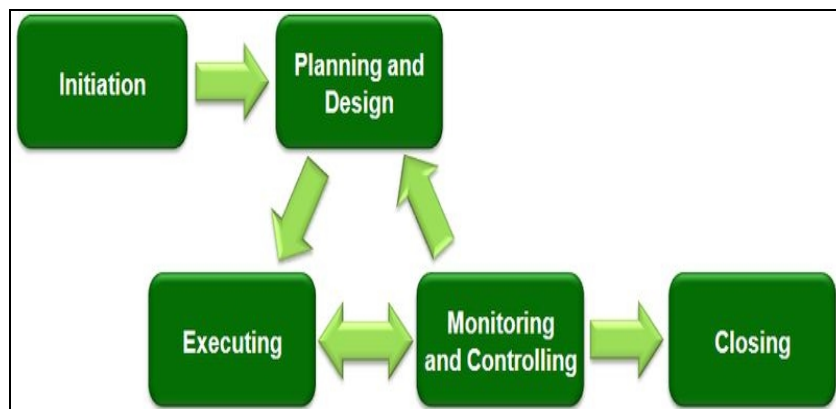 Initiation
Planning and
Design
Executing
Monitoring
and Controlling
Closing